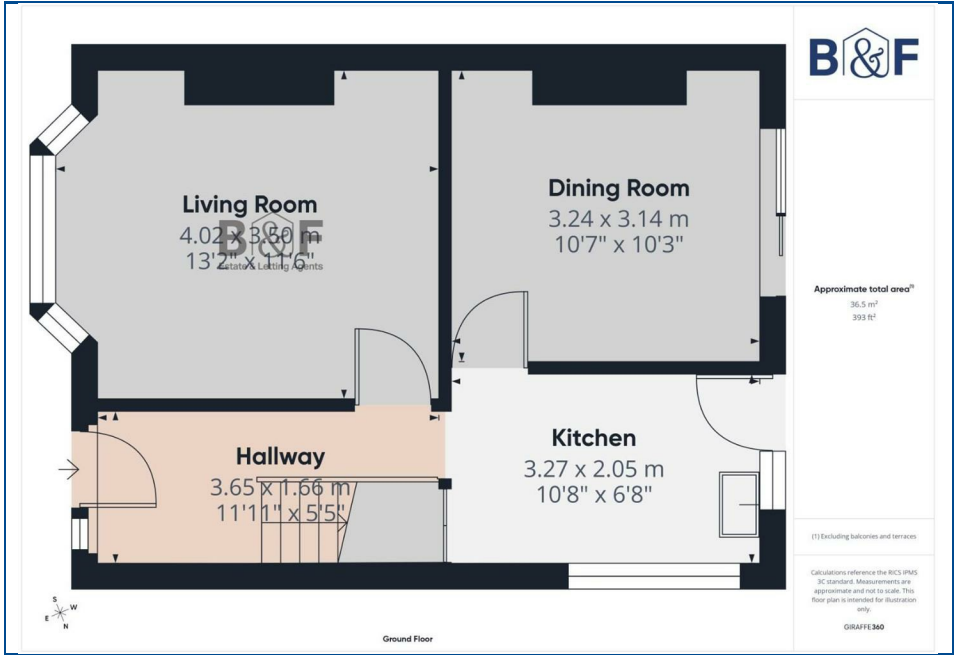 B&F
Living Room
4.02 x 3.50 m
13'2" x 11'6"
B&F
Estate & Letting Agents
Dining Room
3.24 x 3.14 m
10'7" x 10'3"
Approximate total area(1)
36.5 m²
393 ft²
Hallway
3.65 x 1.66 m
11'11" x 5'5"
Kitchen
3.27 x 2.05 m
10'8" x 6'8"
(1) Excluding balconies and terraces
Calculations reference the RICS IPMS
3C standard. Measurements are
approximate and not to scale. This
floor plan is intended for illustration
only.
GIRAFFE360
S
W
E
N
Ground Floor